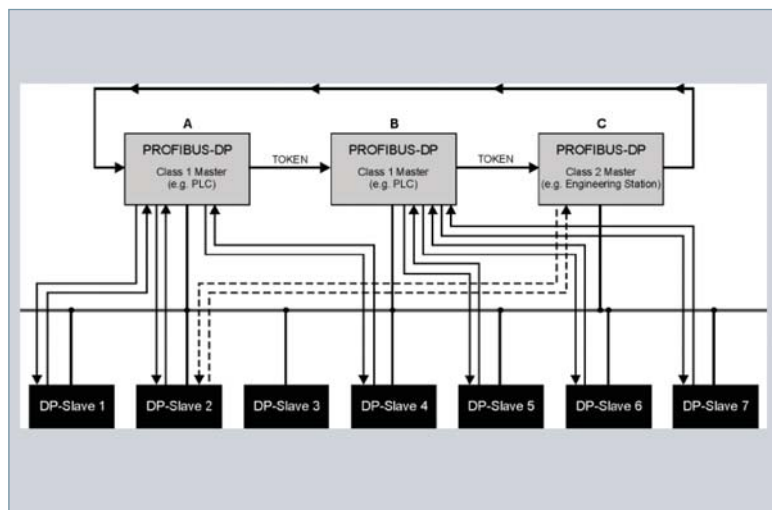 A
B
C
PROFIBUS-DP
Class 1 Master
(e.g. PLC)
TOKEN
PROFIBUS-DP
Class 1 Master
(e.g. PLC)
TOKEN
PROFIBUS-DP
Class 2 Master
(e.g. Engineering Station)
DP-Slave 1
DP-Slave 2
DP-Slave 3
DP-Slave 4
DP-Slave 5
DP-Slave 6
DP-Slave 7